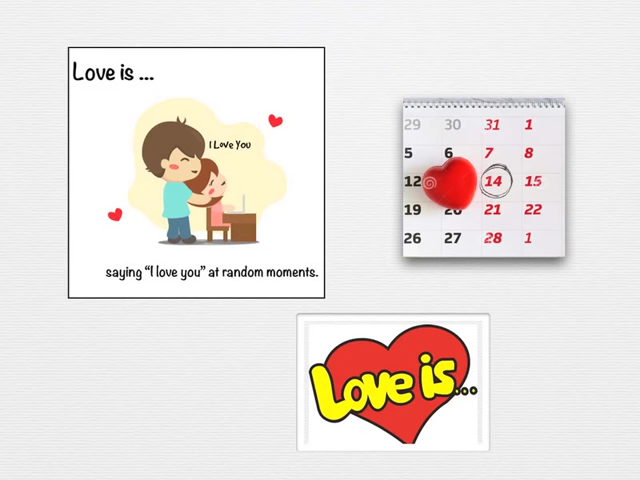 Love is ...
I Love You
saying “I love you” at random moments.
29 30 31 1
5 6 7 8
12 14 15
19 20 21 22
26 27 28 1
Love is...